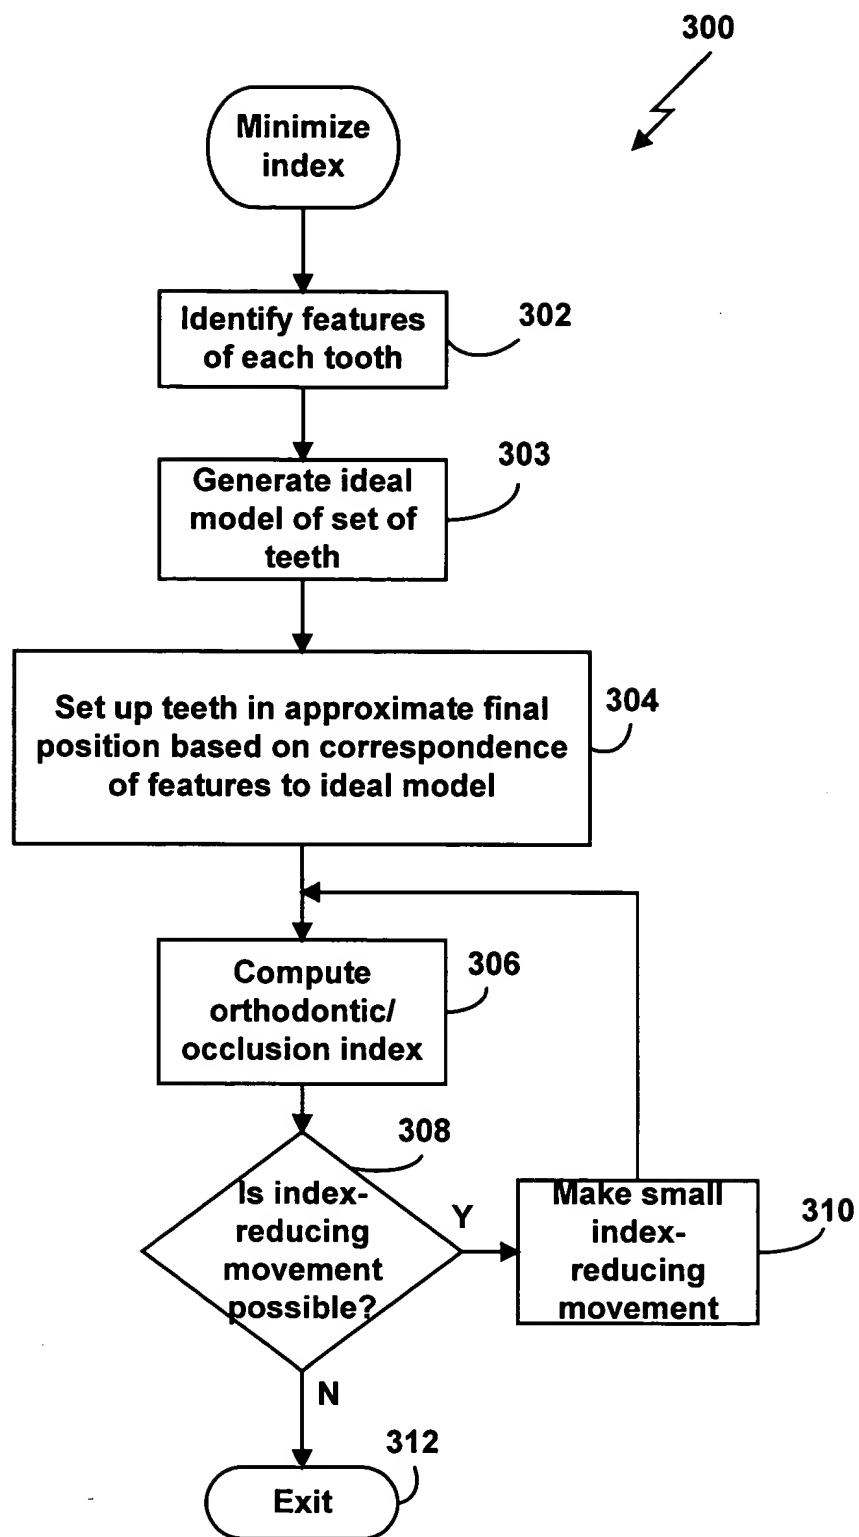 300
Minimize
index
Identify features
of each tooth
302
303
Generate ideal
model of set of
teeth
Set up teeth in approximate final
position based on correspondence
of features to ideal model
304
Compute
orthodontic/
occlusion index
306
308
Is index-
reducing
movement
possible?
Y
Make small
index-
reducing
movement
310
N
312
Exit